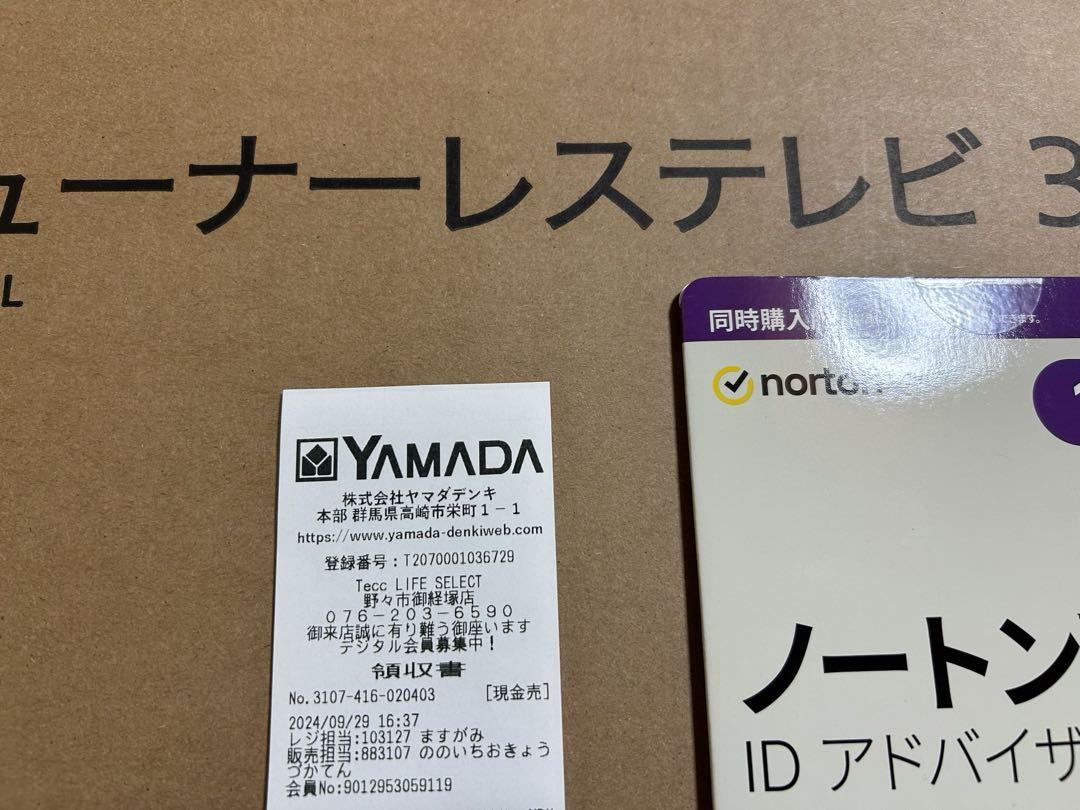 ューナーレステレビ 3
L
同時購入
できます。
norton
1
ノートン
ID アドバイザ
YAMADA
株式会社ヤマダデンキ
本部 群馬県高崎市栄町1-1
https://www.yamada-denkiweb.com
登録番号:T2070001036729
Tecc LIFE SELECT
野々市御経塚店
076-203-6590
御来店誠に有り難う御座います
デジタル会員募集中!
領収書
No.3107-416-020403 [現金売]
2024/09/29 16:37
レジ担当:103127 ますがみ
販売担当:883107 ののいちおきょう
づかてん
会員No:9012953059119